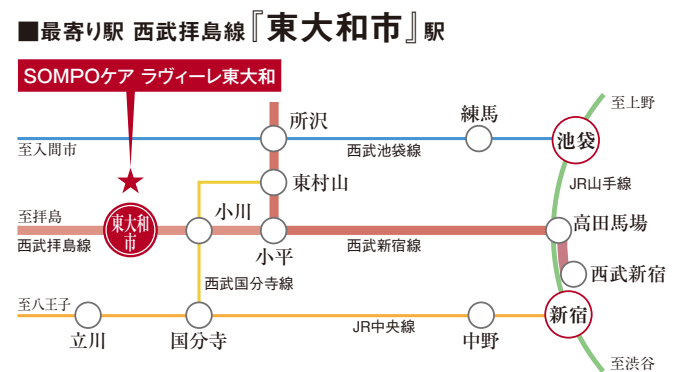 ■最寄り駅 西武拝島線『東大和市』駅
SOMPOケア ラヴィーレ東大和
至上野
所沢
練馬
池袋
至入間市
西武池袋線
JR山手線
東村山
至拝島
東大和
市
小川
高田馬場
西武拝島線
小平
西武新宿線
西武新宿
西武国分寺線
至八王子
新宿
立川
国分寺
JR中央線
中野
至渋谷